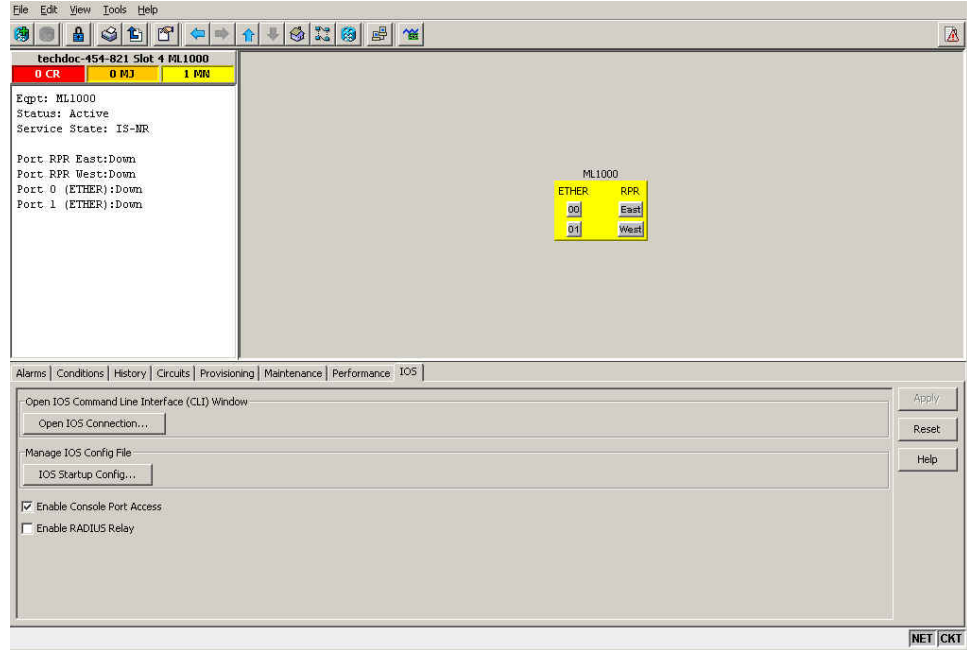 File Edit View Tools Help
techdoc-454-821 Slot 4 ML1000
0 CR 0 MJ 1 MN
Eqpt: ML1000
Status: Active
Service State: IS-NR
Port RPR East:Down
Port RPR West:Down
Port 0 (ETHER):Down
Port 1 (ETHER):Down
ML1000
ETHER RPR
00 East
01 West
Alarms Conditions History Circuits Provisioning Maintenance Performance IOS
Open IOS Command Line Interface (CLI) Window
Open IOS Connection...
Manage IOS Config File
IOS Startup Config...
Enable Console Port Access
Enable RADIUS Relay
Apply
Reset
Help
NET CKT